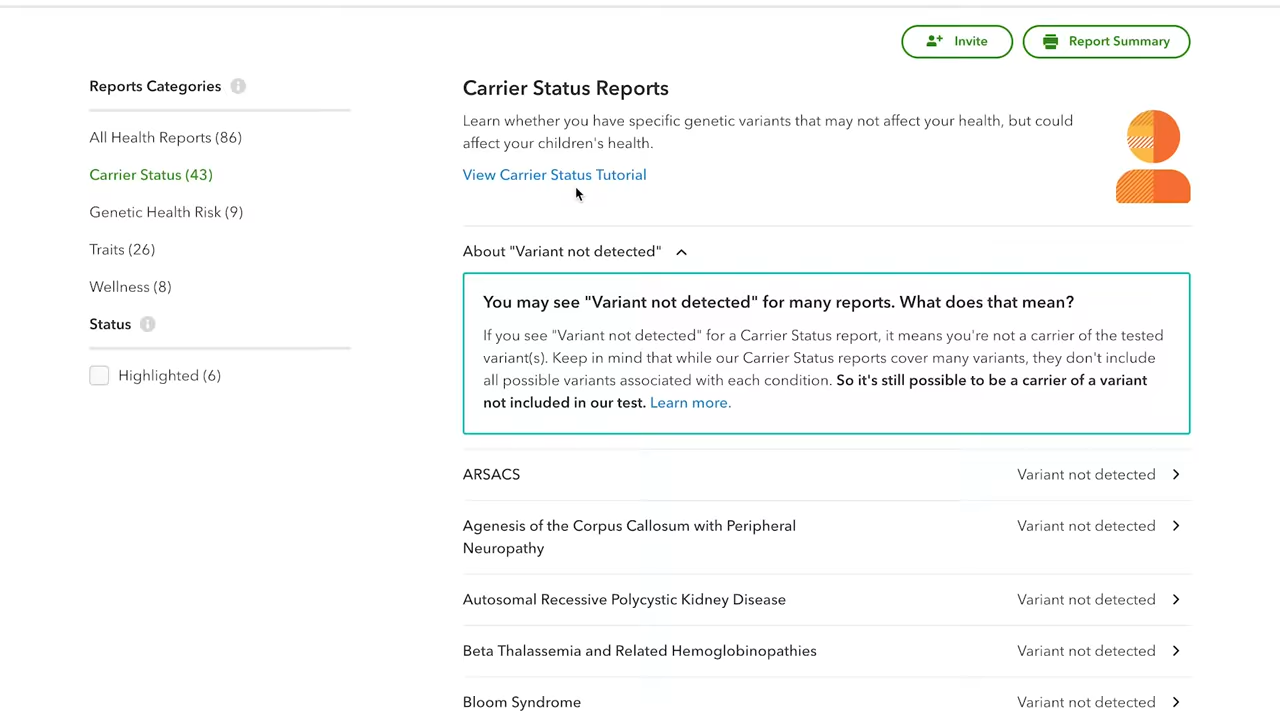 Invite
Report Summary
Reports Categories
All Health Reports (86)
Carrier Status (43)
Genetic Health Risk (9)
Traits (26)
Wellness (8)
Status
Highlighted (6)
Carrier Status Reports
Learn whether you have specific genetic variants that may not affect your health, but could
affect your children's health.
View Carrier Status Tutorial
About "Variant not detected"
You may see "Variant not detected" for many reports. What does that mean?
If you see "Variant not detected" for a Carrier Status report, it means you're not a carrier of the tested
variant(s). Keep in mind that while our Carrier Status reports cover many variants, they don't include
all possible variants associated with each condition. So it's still possible to be a carrier of a variant
not included in our test. Learn more.
ARSACS Variant not detected
Agenesis of the Corpus Callosum with Peripheral Variant not detected
Neuropathy
Autosomal Recessive Polycystic Kidney Disease Variant not detected
Beta Thalassemia and Related Hemoglobinopathies Variant not detected
Bloom Syndrome Variant not detected